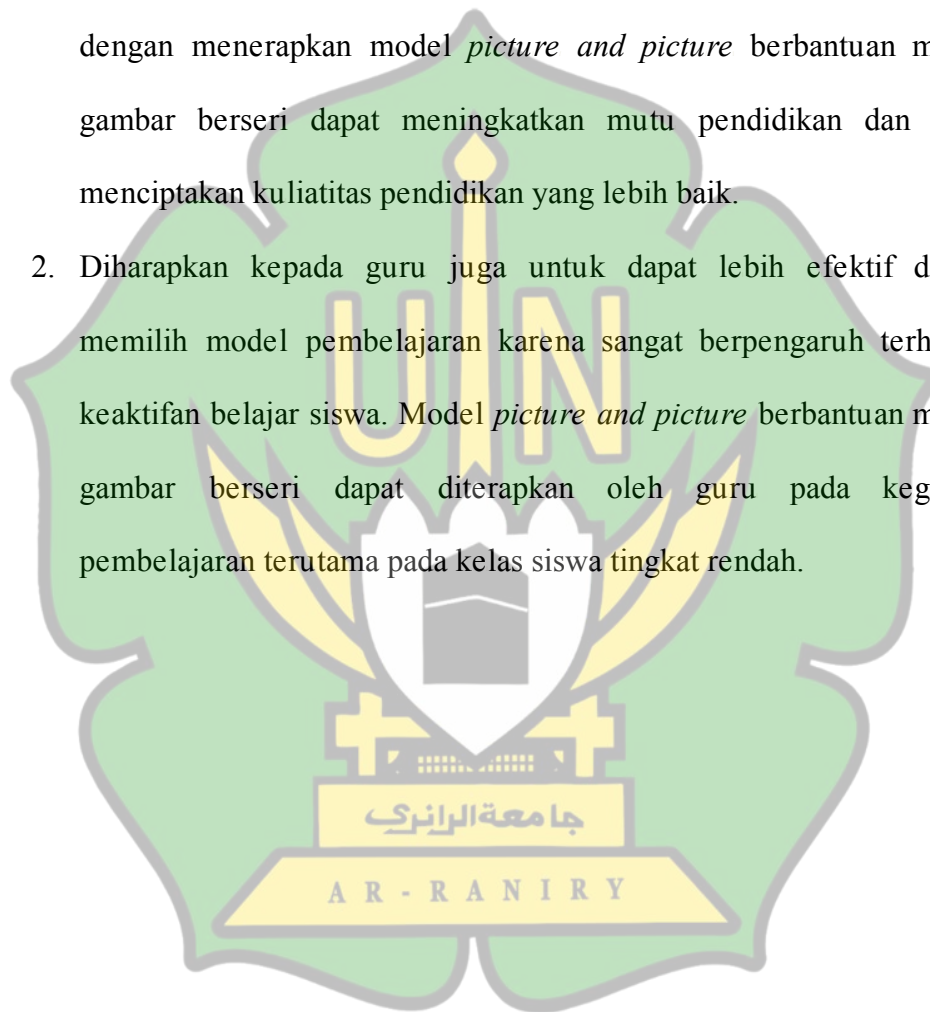 dengan menerapkan model picture and picture berbantuan m
gambar berseri dapat meningkatkan mutu pendidikan dan
menciptakan kuliatitas pendidikan yang lebih baik.
2. Diharapkan kepada guru juga untuk dapat lebih efektif d
memilih model pembelajaran karena sangat berpengaruh terh
keaktifan belajar siswa. Model picture and picture berbantuan m
gambar berseri dapat diterapkan oleh guru pada keg
pembelajaran terutama pada kelas siswa tingkat rendah.
UIN
جامعةالرانري
AR-RANIRY